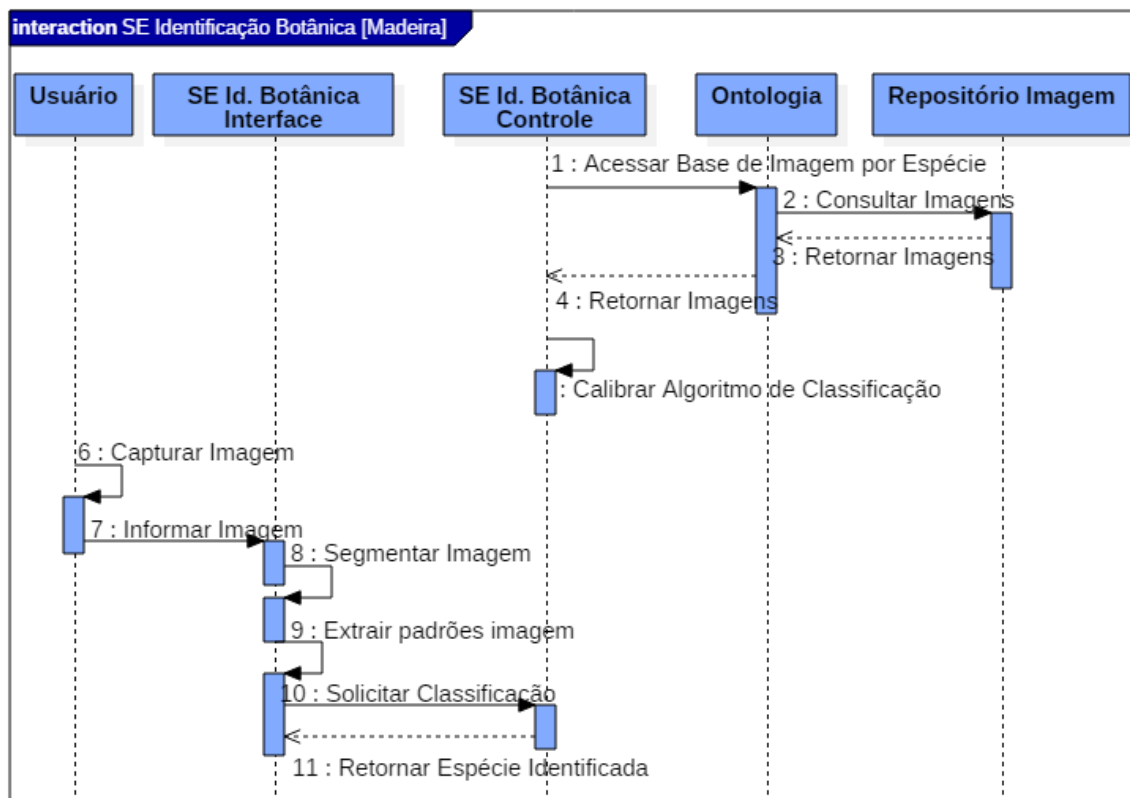 interaction SE Identificação Botânica [Madeira]
Usuário
SE Id. Botânica
Interface
SE Id. Botânica
Controle
Ontologia
Repositório Imagem
1 : Acessar Base de Imagem por Espécie
2 : Consultar Imagens
3 : Retornar Imagens
4 : Retornar Imagens
: Calibrar Algoritmo de Classificação
6 : Capturar Imagem
7 : Informar Imagem
8 : Segmentar Imagem
9 : Extrair padrões imagem
10 : Solicitar Classificação
11 : Retornar Espécie Identificada